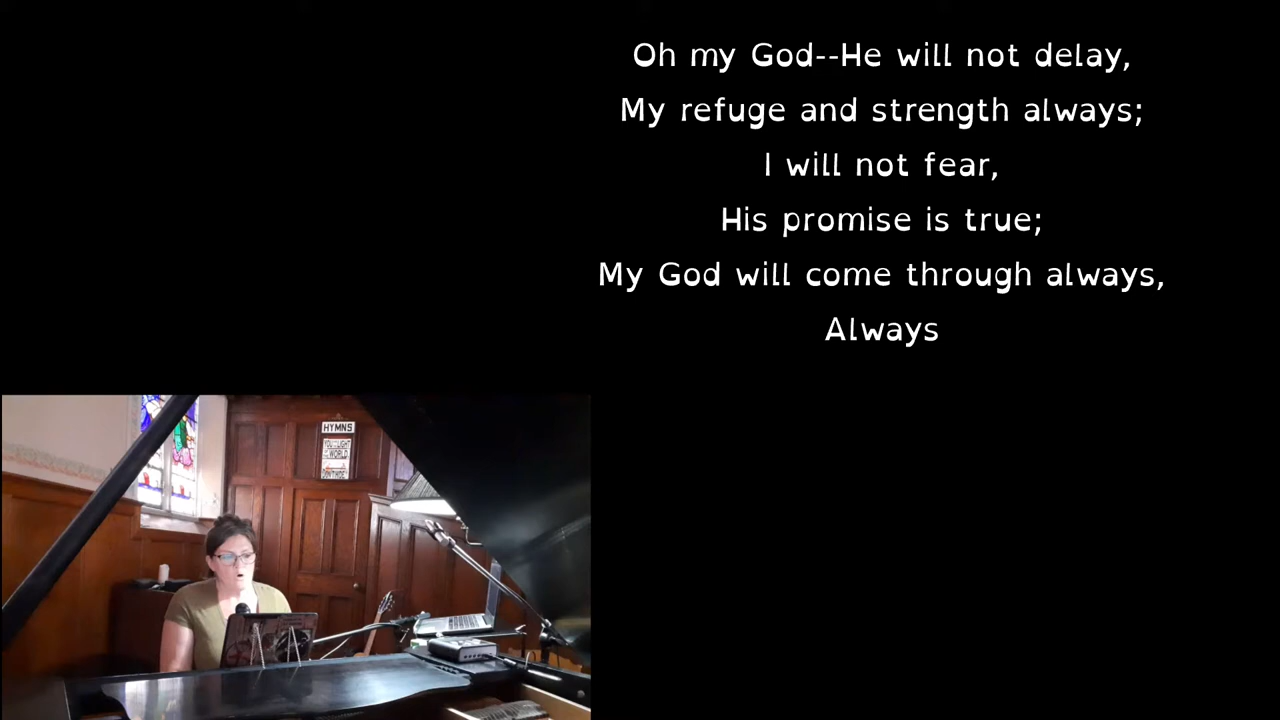 Oh my God--He will not delay,
My refuge and strength always;
I will not fear,
His promise is true;
My God will come through always,
Always
HYMNS
WORLD